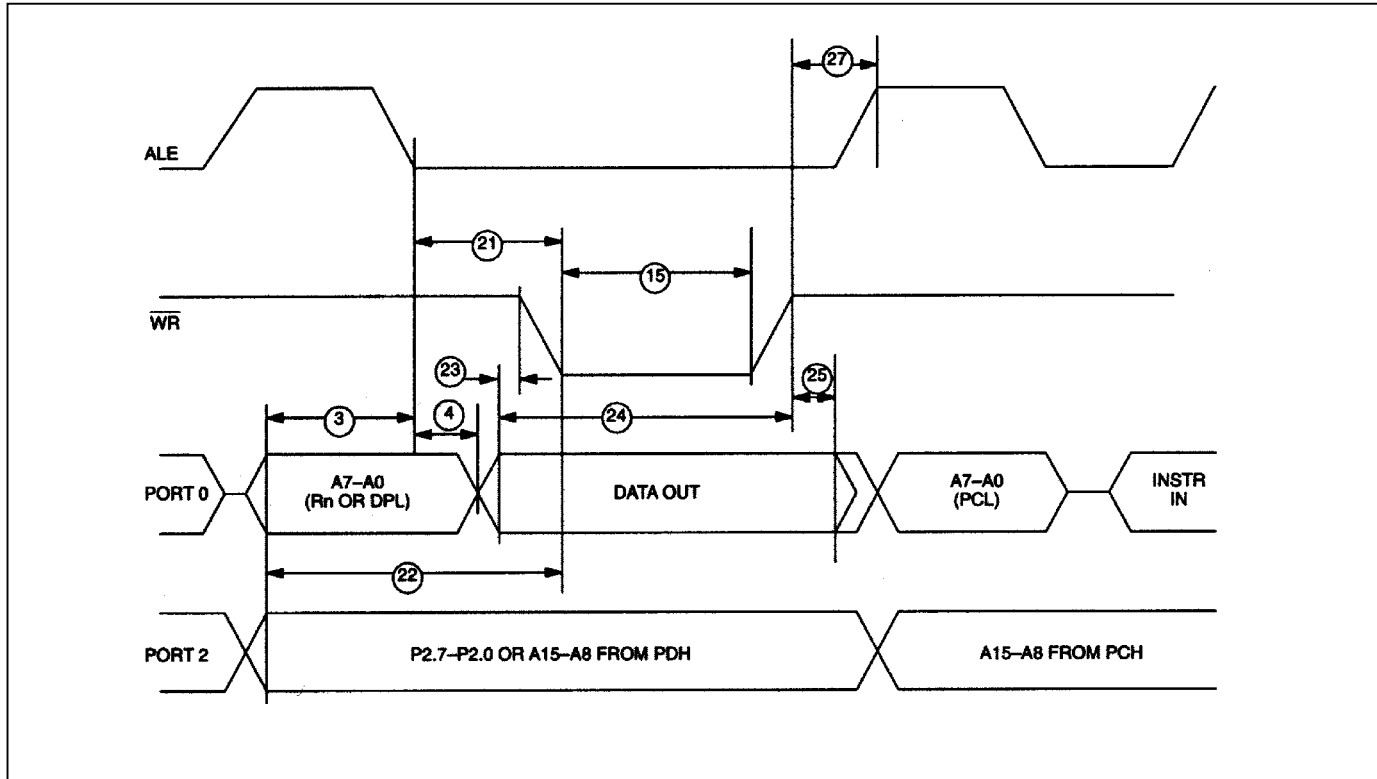 27
ALE
21
15
WR
23
25
3
4
24
PORT 0
A7–A0
(Rn OR DPL)
DATA OUT
A7–A0
(PCL)
INSTR
IN
22
PORT 2
P2.7–P2.0 OR A15–A8 FROM PDH
A15–A8 FROM PCH